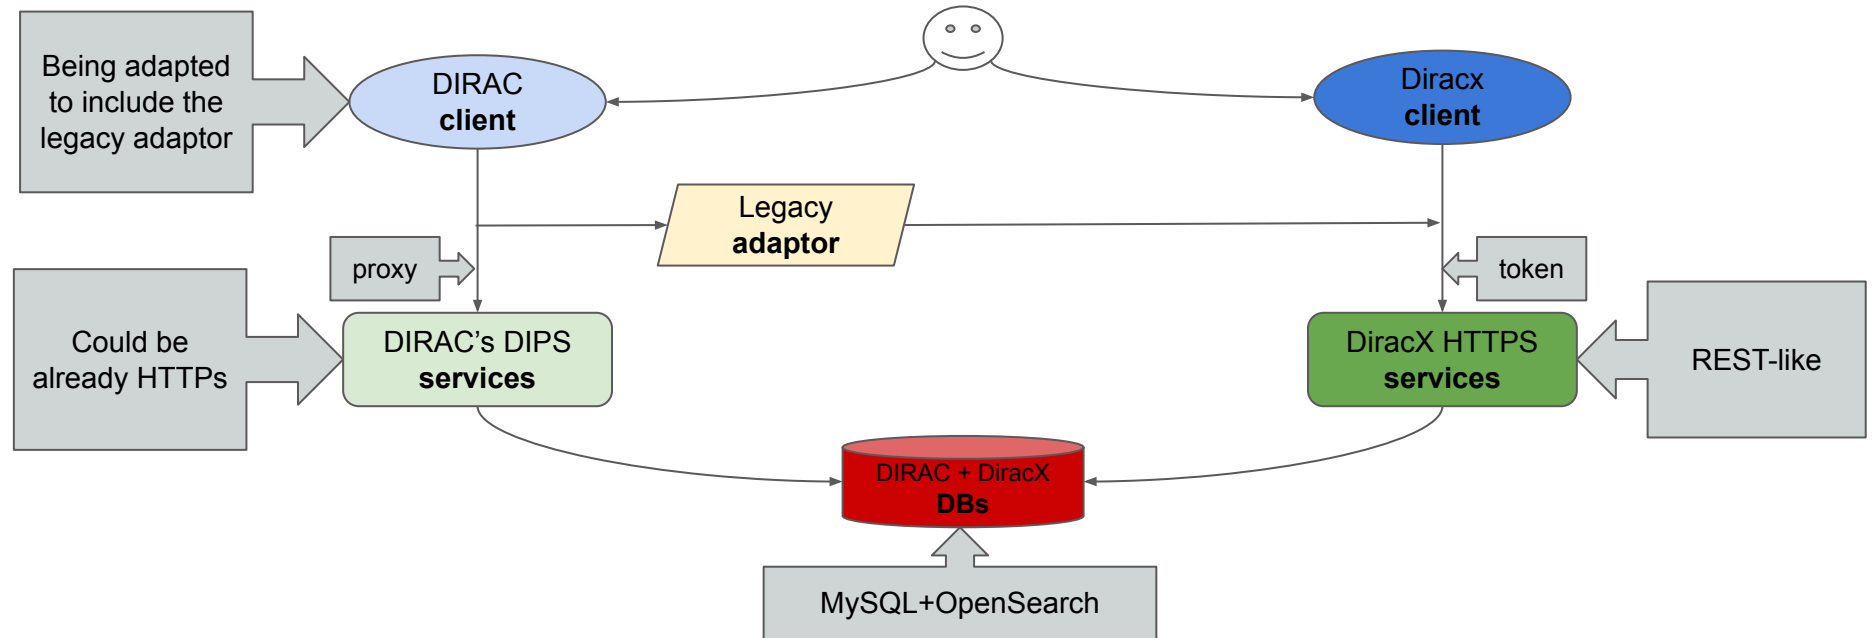 Being adapted
to include the
legacy adaptor
DIRAC
client
Diracx
client
Legacy
adaptor
proxy
token
Could be
already HTTPs
DIRAC’s DIPS
services
DiracX HTTPS
services
REST-like
DIRAC + DiracX
DBs
MySQL+OpenSearch